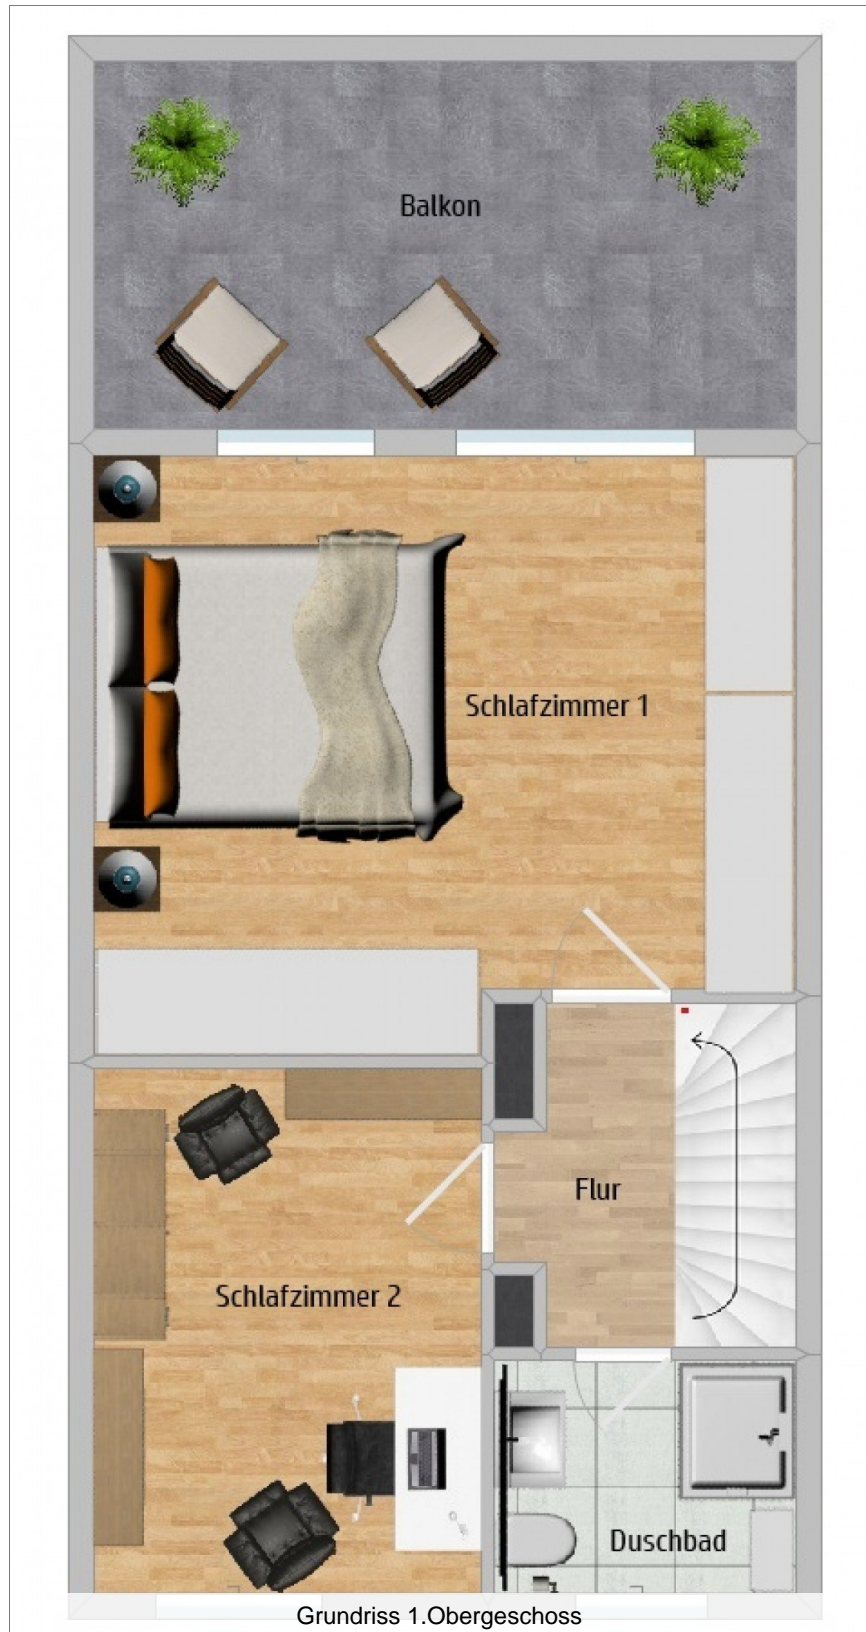 Balkon
Schlafzimmer 1
Flur
Schlafzimmer 2
Duschbad
Grundriss 1.Obergeschoss